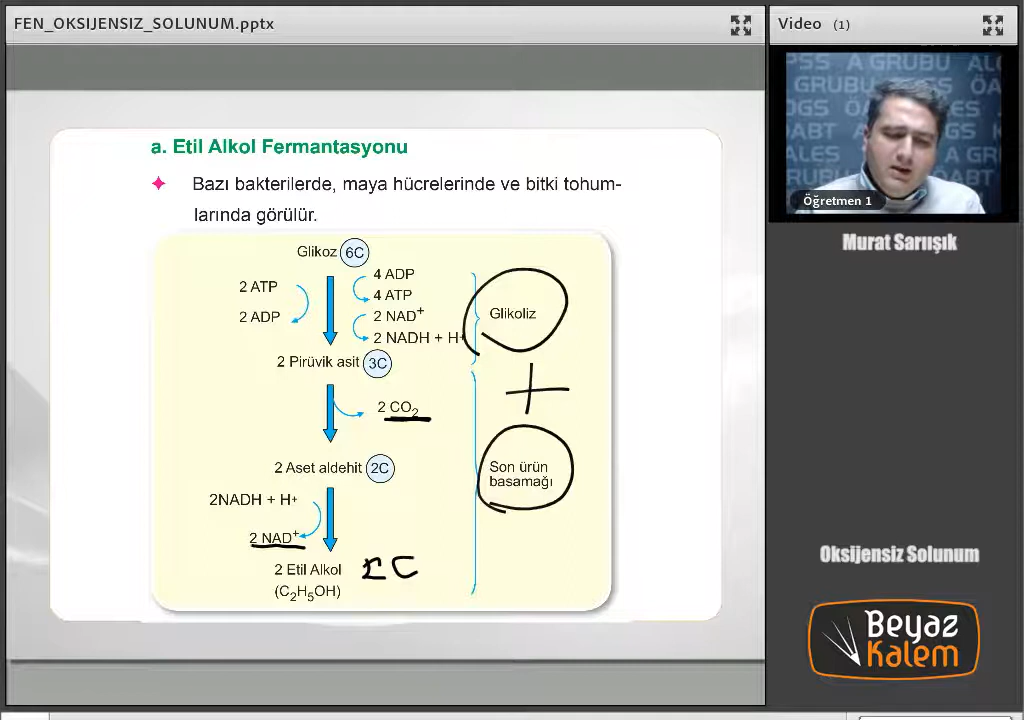 FEN_OKSIJENSIZ_SOLUNUM.pptx
Video (1)
a. Etil Alkol Fermantasyonu
Bazı bakterilerde, maya hücrelerinde ve bitki tohum-
larında görülür.
Glikoz 6C
2 ATP
2 ADP
4 ADP
4 ATP
2 NAD+
2 NADH + H+
Glikoliz
2 Pirüvik asit 3C
+
2 CO2
2 Aset aldehit 2C
Son ürün
basamağı
2NADH + H+
2 NAD+
2 Etil Alkol 2C
(C2H5OH)
Öğretmen 1
Murat Sarıışık
Oksijensiz Solunum
Beyaz
Kalem